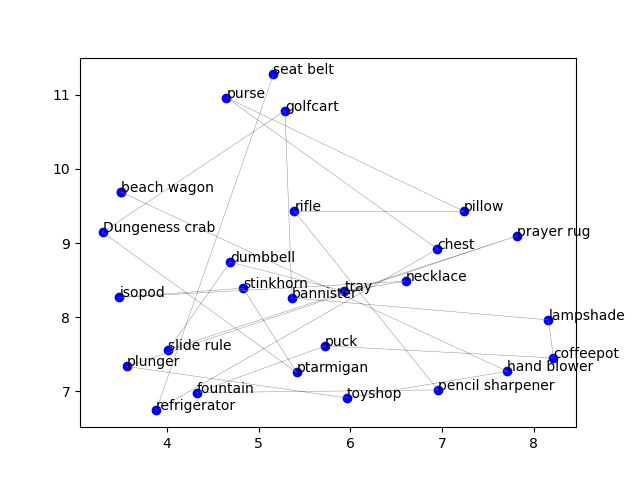 seat belt
purse
11
golfcart
10
beach wagon
rifle
pillow
Dungeness crab
prayer rug
9
chest
dumbbell
necklace
stinkhorn
tray
isopod
bannister
8
lampshade
puck
slide rule
coffeepot
plunger
ptarmigan
hand blower
7
fountain
pencil sharpener
toyshop
refrigerator
4 5 6 7 8